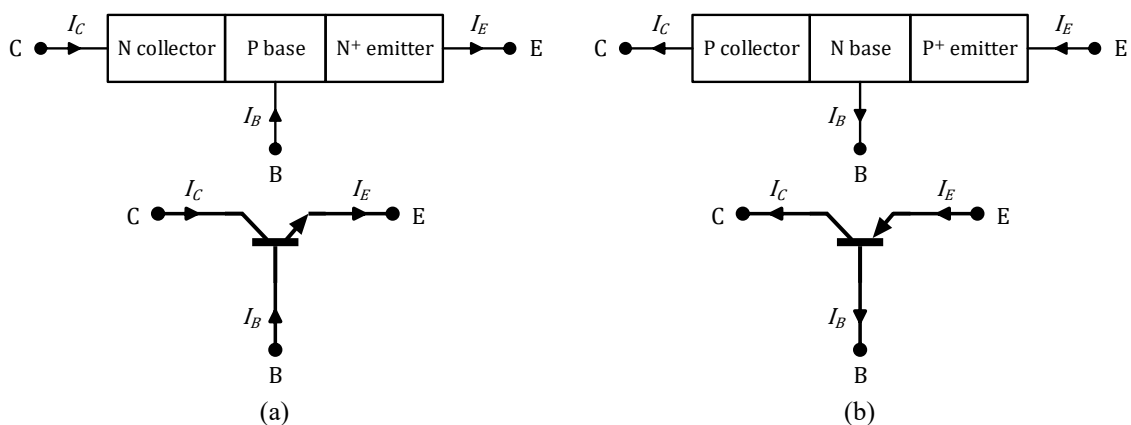 I_C I_E I_C I_E
C N collector P base N+ emitter E C P collector N base P+ emitter E
I_B I_B
B B
I_C I_E I_C I_E
C E C E
I_B I_B
B B
(a) (b)